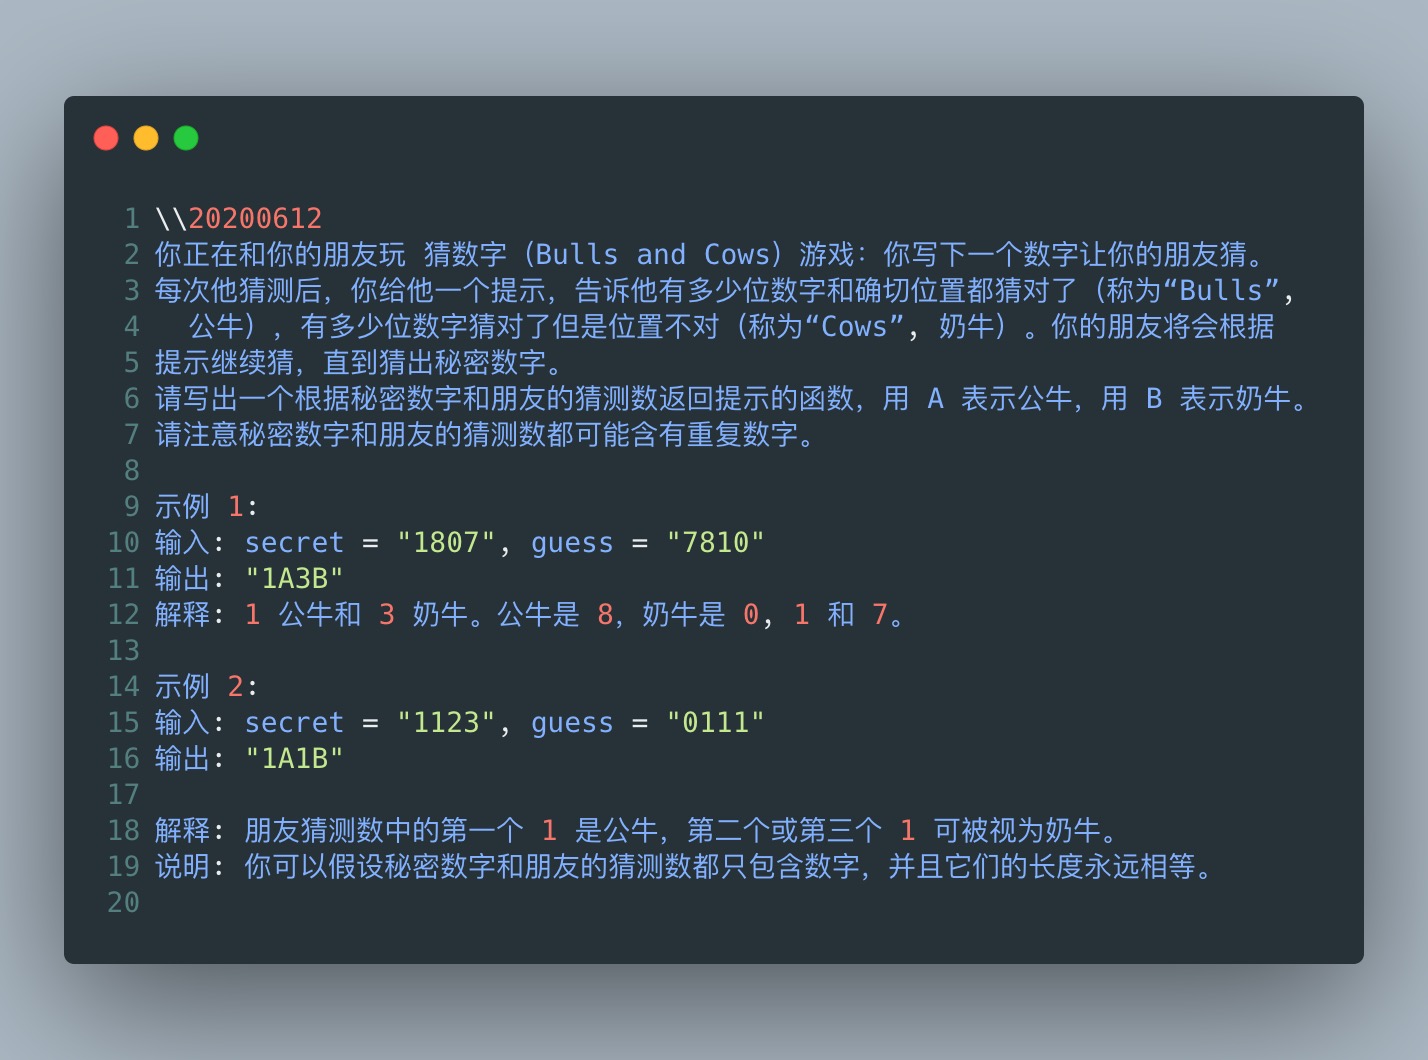 1 \\20200612
2 你正在和你的朋友玩 猜数字（Bulls and Cows）游戏：你写下一个数字让你的朋友猜。
3 每次他猜测后，你给他一个提示，告诉他有多少位数字和确切位置都猜对了（称为“Bulls”,
4   公牛），有多少位数字猜对了但是位置不对（称为“Cows”, 奶牛）。你的朋友将会根据
5 提示继续猜，直到猜出秘密数字。
6 请写出一个根据秘密数字和朋友的猜测数返回提示的函数，用 A 表示公牛，用 B 表示奶牛。
7 请注意秘密数字和朋友的猜测数都可能含有重复数字。
8
9 示例 1:
10 输入: secret = "1807", guess = "7810"
11 输出: "1A3B"
12 解释: 1 公牛和 3 奶牛。公牛是 8，奶牛是 0, 1 和 7。
13
14 示例 2:
15 输入: secret = "1123", guess = "0111"
16 输出: "1A1B"
17
18 解释: 朋友猜测数中的第一个 1 是公牛，第二个或第三个 1 可被视为奶牛。
19 说明: 你可以假设秘密数字和朋友的猜测数都只包含数字，并且它们的长度永远相等。
20